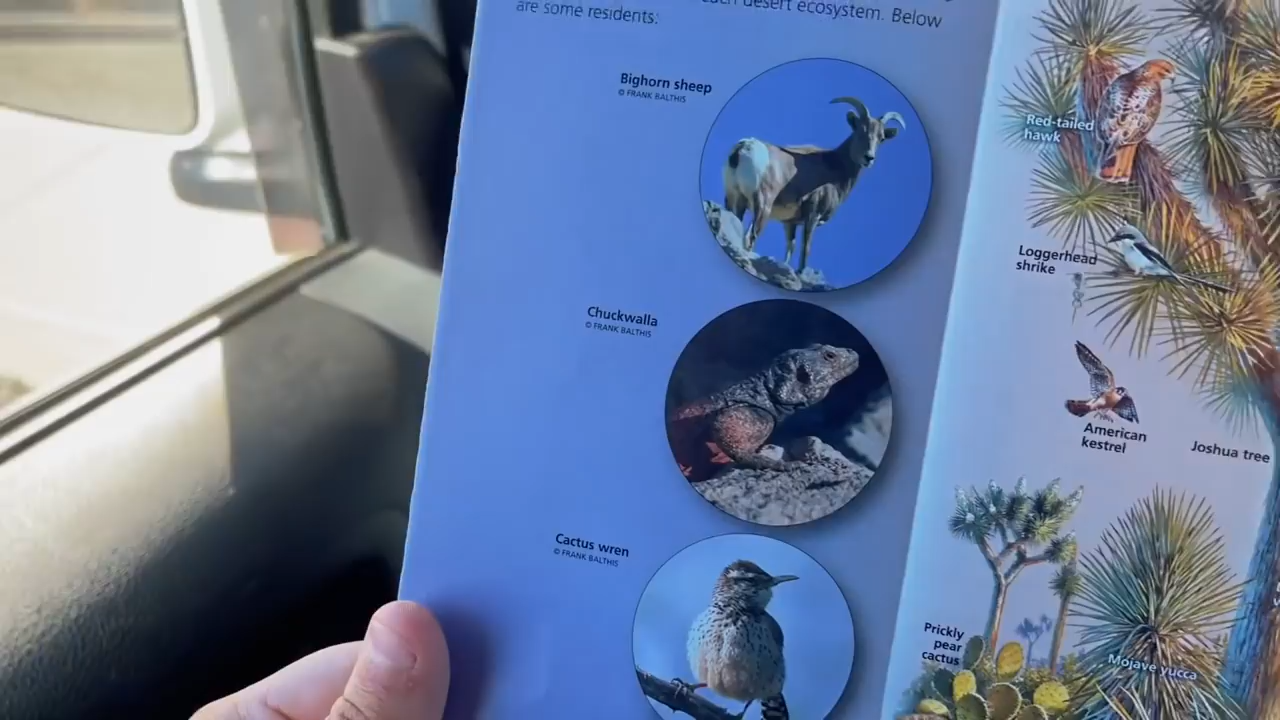 desert ecosystem. Below
are some residents:
Bighorn sheep
© FRANK BALTHIS
Chuckwalla
© FRANK BALTHIS
Cactus wren
© FRANK BALTHIS
Red-tailed
hawk
Loggerhead
shrike
American
kestrel
Joshua tree
Prickly
pear
cactus
Mojave yucca